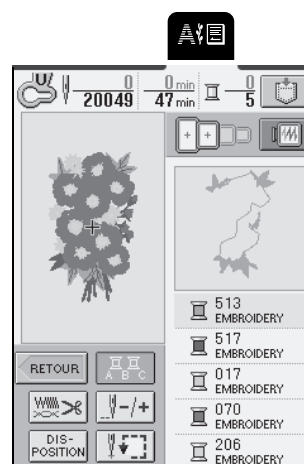 A
U
0 0 min 0
20049 47 min 5
513
EMBROIDERY
517
EMBROIDERY
RETOUR
A B C
017
EMBROIDERY
-/+
070
EMBROIDERY
DIS-
POSITION
206
EMBROIDERY